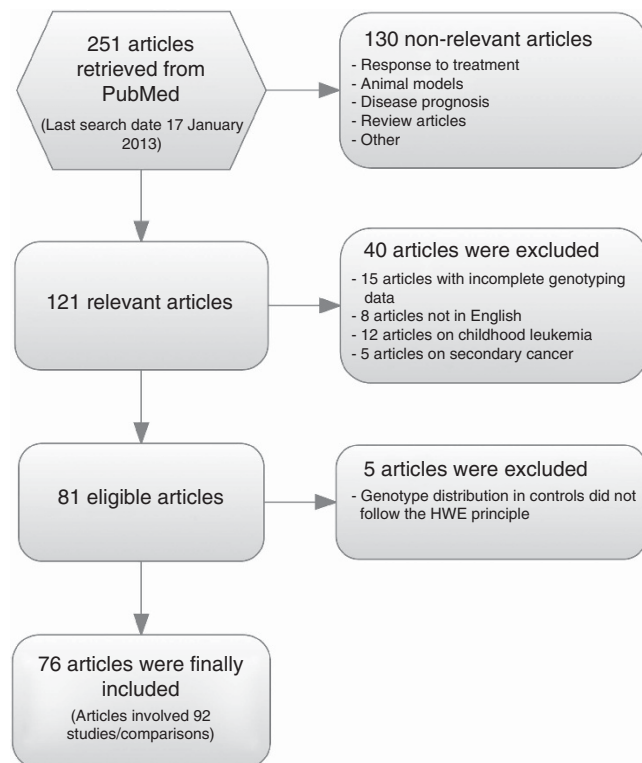 251 articles
retrieved from
PubMed
(Last search date 17 January
2013)
130 non-relevant articles
- Response to treatment
- Animal models
- Disease prognosis
- Review articles
- Other
121 relevant articles
40 articles were excluded
- 15 articles with incomplete genotyping
data
- 8 articles not in English
- 12 articles on childhood leukemia
- 5 articles on secondary cancer
81 eligible articles
5 articles were excluded
- Genotype distribution in controls did not
follow the HWE principle
76 articles were finally
included
(Articles involved 92
studies/comparisons)